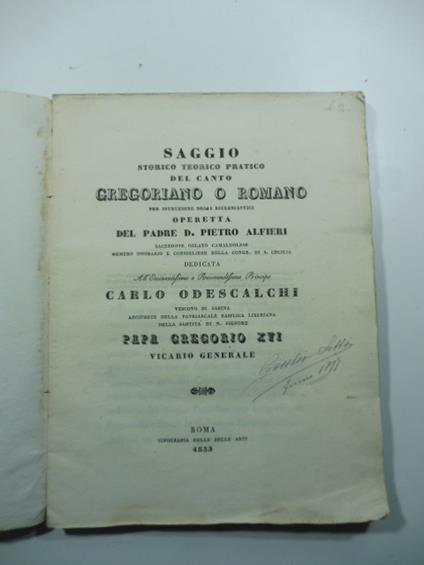 SAGGIO
STORICO TEORICO PRATICO
DEL CANTO
GREGORIANO O ROMANO
PER ISTRUZIONE DEGLI ECCLESIASTICI
OPERETTA
DEL PADRE D. PIETRO ALFIERI
SACERDOTE OBLATO CAMALDOLESE
MEMBRO ONORARIO E CONSIGLIERE DELLA CONGR. DI S. CECILIA
DEDICATA
All' Eminentissimo e Reverendissimo Principe
CARLO ODESCALCHI
VESCOVO DI SABINA
ARCIPRETE DELLA PATRIARCALE BASILICA LIBERIANA
DELLA SANTITÀ DI N. SIGNORE
PAPA GREGORIO XVI
VICARIO GENERALE
ROMA
TIPOGRAFIA DELLE BELLE ARTI
1835